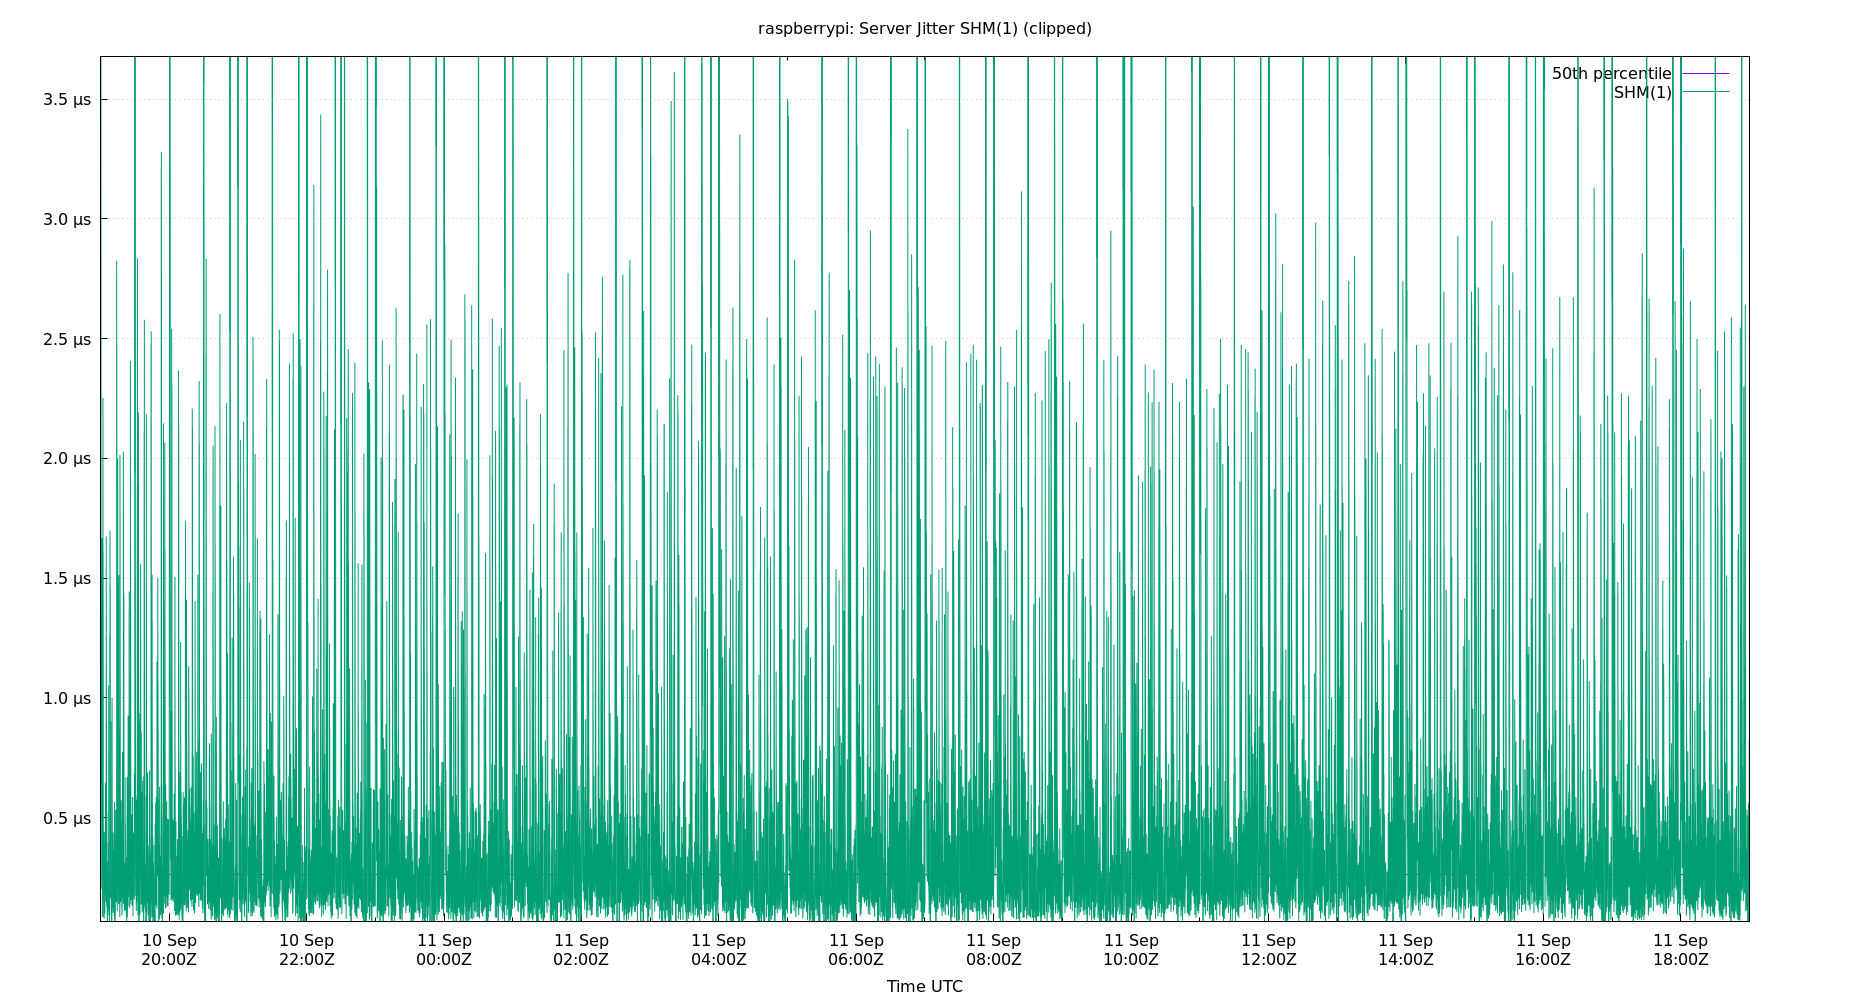 raspberrypi: Server Jitter SHM(1) (clipped)
50th percentile
SHM(1)
3.5 µs
3.0 µs
2.5 µs
2.0 µs
1.5 µs
1.0 µs
0.5 µs
10 Sep 10 Sep 11 Sep 11 Sep 11 Sep 11 Sep 11 Sep 11 Sep 11 Sep 11 Sep 11 Sep 11 Sep
20:00Z 22:00Z 00:00Z 02:00Z 04:00Z 06:00Z 08:00Z 10:00Z 12:00Z 14:00Z 16:00Z 18:00Z
Time UTC